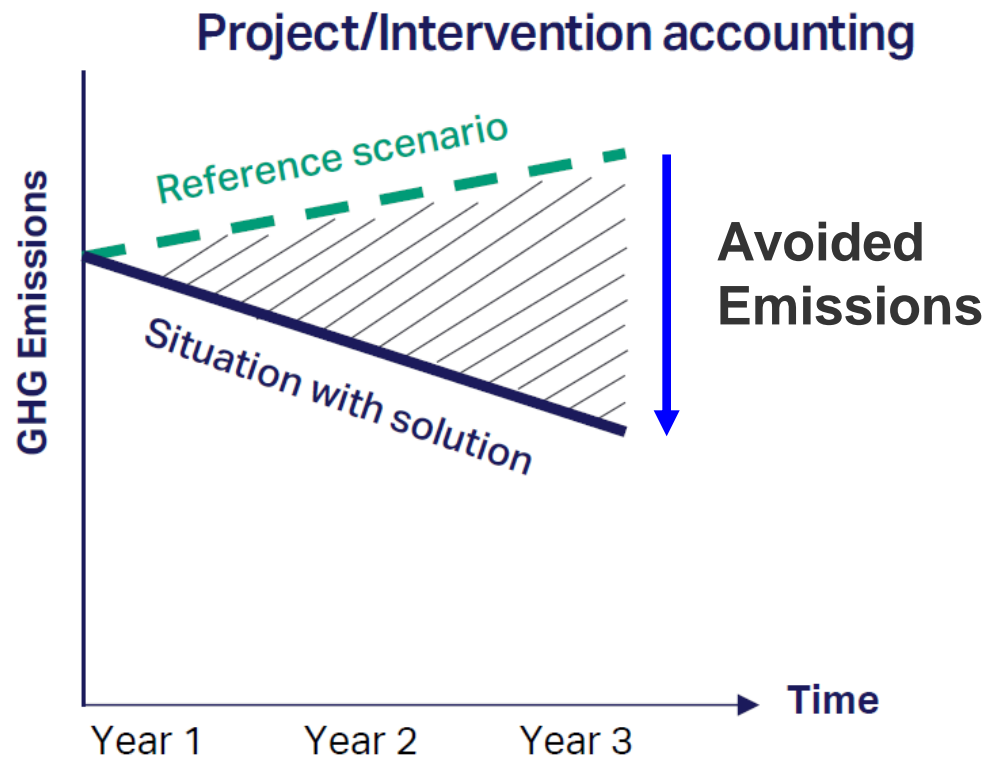 Project/Intervention accounting
GHG Emissions
Reference scenario
Situation with solution
Avoided
Emissions
Time
Year 1
Year 2
Year 3